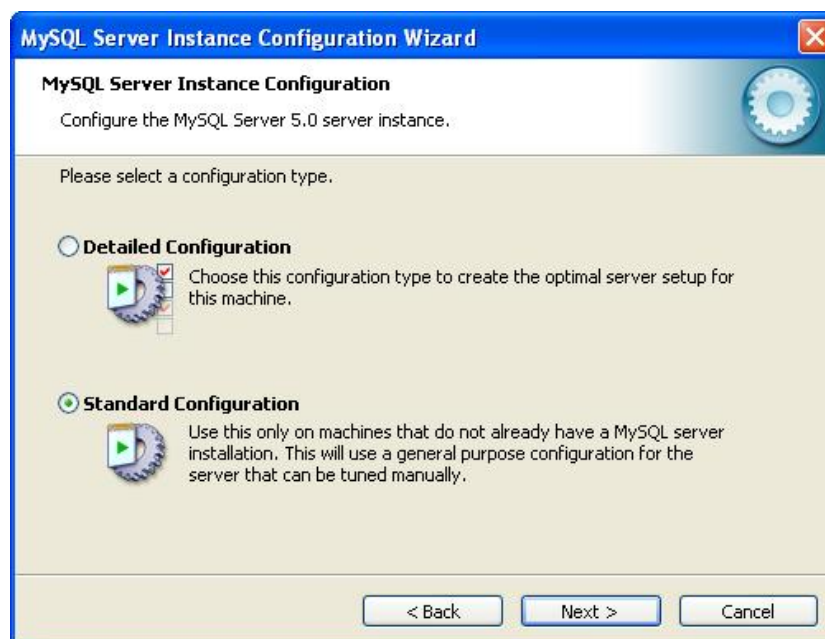 MySQL Server Instance Configuration Wizard
MySQL Server Instance Configuration
Configure the MySQL Server 5.0 server instance.
Please select a configuration type.
Detailed Configuration
Choose this configuration type to create the optimal server setup for
this machine.
Standard Configuration
Use this only on machines that do not already have a MySQL server
installation. This will use a general purpose configuration for the
server that can be tuned manually.
< Back
Next >
Cancel